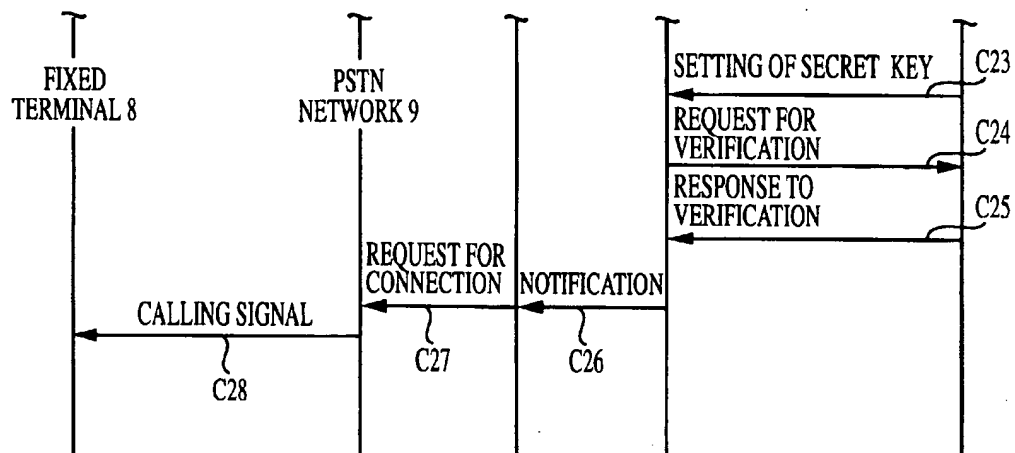 FIXED
TERMINAL 8
PSTN
NETWORK 9
SETTING OF SECRET KEY
C23
REQUEST FOR
VERIFICATION
C24
RESPONSE TO
VERIFICATION
C25
REQUEST FOR
CONNECTION
C27
NOTIFICATION
C26
CALLING SIGNAL
C28